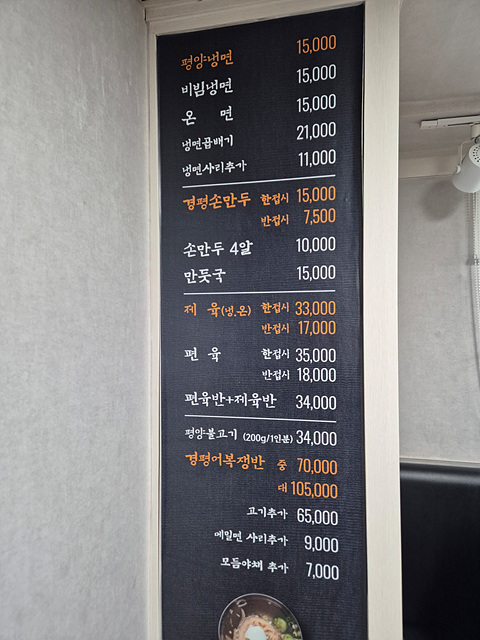 평양냉면 15,000
비빔냉면 15,000
온 면 15,000
냉면곱배기 21,000
냉면사리추가 11,000
경평손만두 한접시 15,000
반접시 7,500
손만두 4알 10,000
만둣국 15,000
제 육(냉,온) 한접시 33,000
반접시 17,000
편 육 한접시 35,000
반접시 18,000
편육반+제육반 34,000
평양불고기 (200g/1인분) 34,000
경평어복쟁반 중 70,000
대 105,000
고기추가 65,000
메밀면 사리추가 9,000
모듬야채 추가 7,000